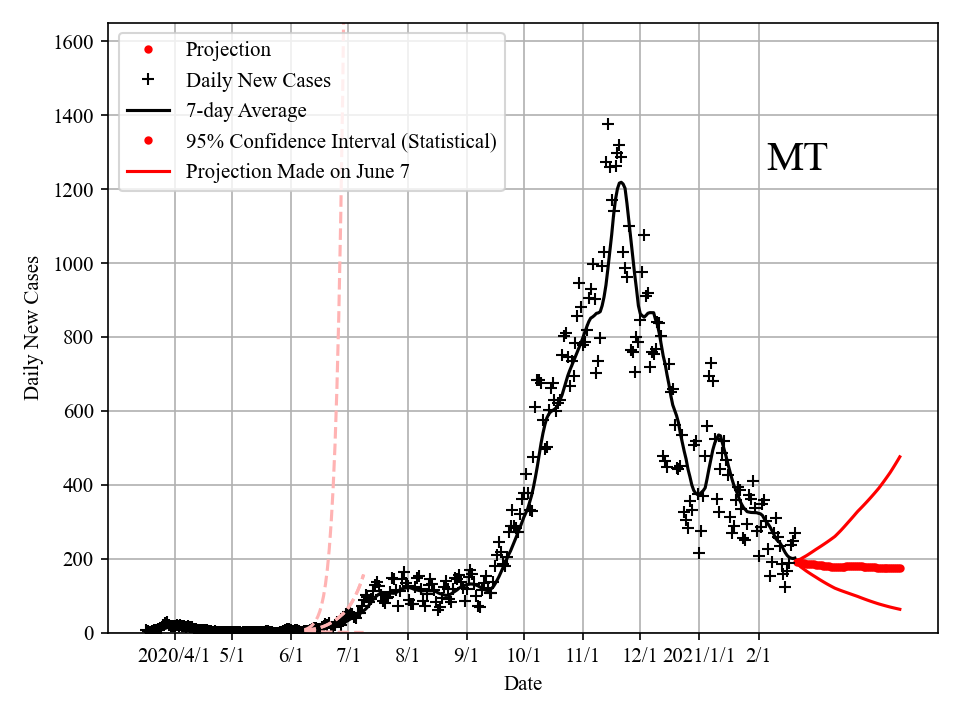 1600
1400
1200
1000
800
600
400
200
0
Daily New Cases
Projection
Daily New Cases
7-day Average
95% Confidence Interval (Statistical)
Projection Made on June 7
MT
2020/4/1 5/1 6/1 7/1 8/1 9/1 10/1 11/1 12/1 2021/1/1 2/1
Date